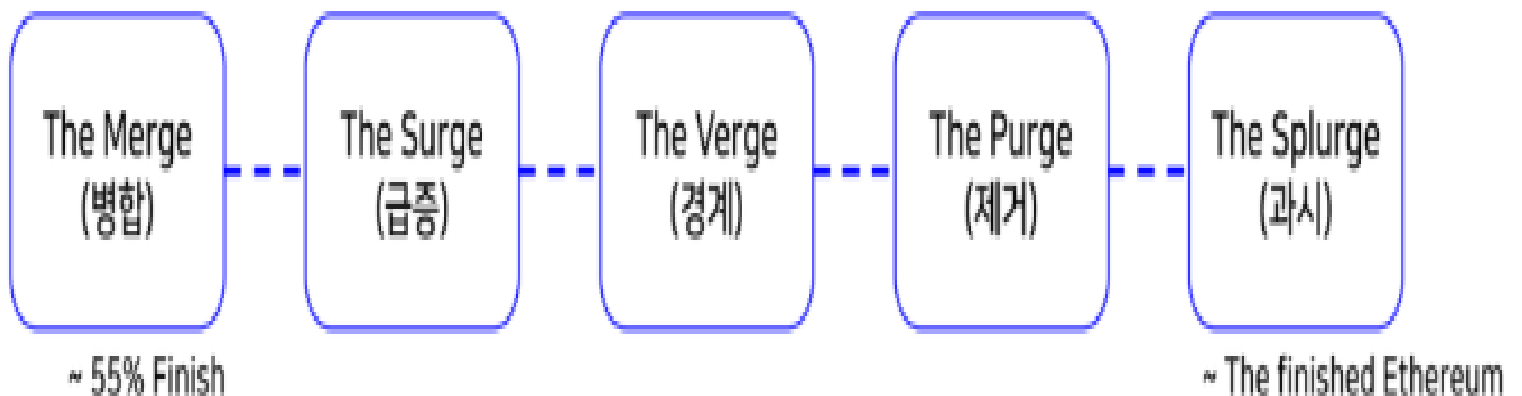 The Merge
(병합)
The Surge
(급증)
The Verge
(경계)
The Purge
(제거)
The Splurge
(과시)
~ 55% Finish
~ The finished Ethereum